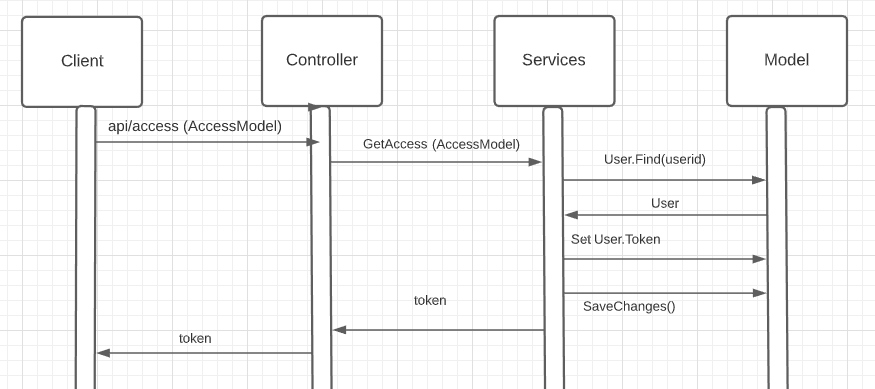 Client
Controller
Services
Model
api/access (AccessModel)
GetAccess (AccessModel)
User.Find(userid)
User
Set User.Token
SaveChanges()
token
token